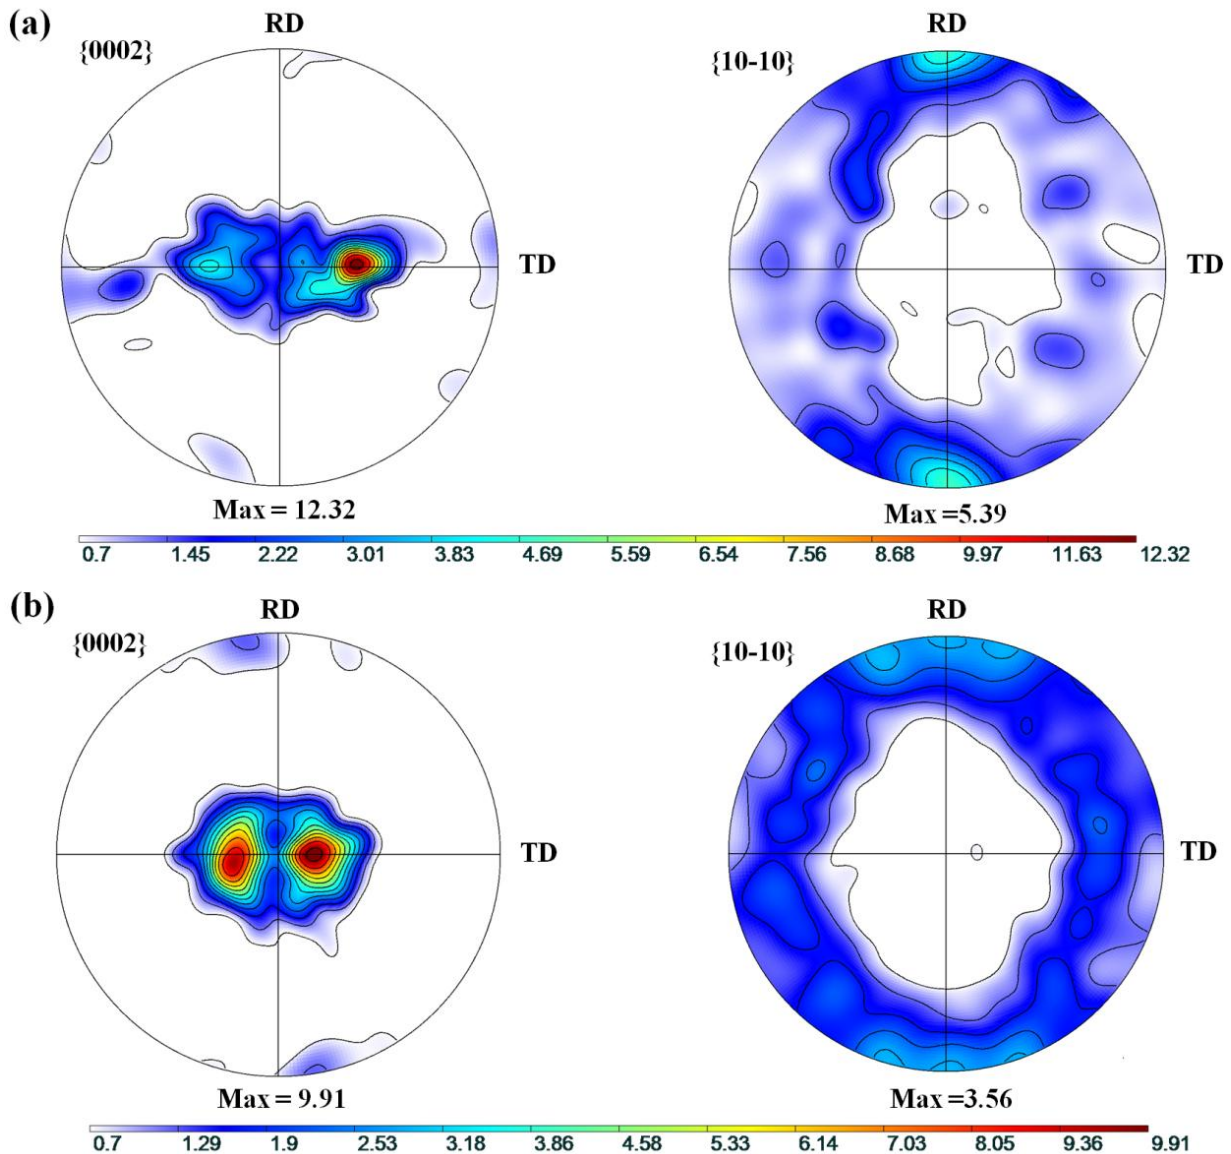 (a)
RD
RD
{0002}
{10-10}
TD
TD
Max = 12.32
Max =5.39
0.7 1.45 2.22 3.01 3.83 4.69 5.59 6.54 7.56 8.68 9.97 11.63 12.32
(b)
RD
RD
{0002}
{10-10}
TD
TD
Max = 9.91
Max =3.56
0.7 1.29 1.9 2.53 3.18 3.86 4.58 5.33 6.14 7.03 8.05 9.36 9.91